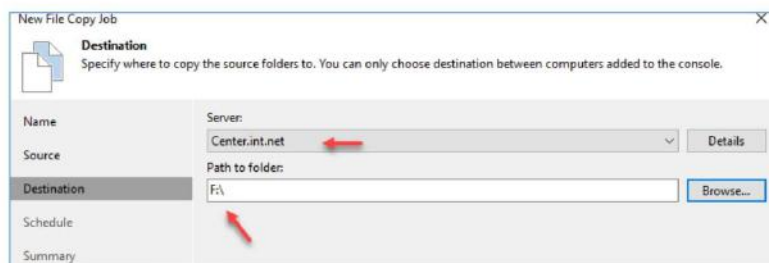 New File Copy Job
Destination
Specify where to copy the source folders to. You can only choose destination between computers added to the console.
Name
Source
Destination
Schedule
Summary
Server:
Center.int.net
Details
Path to folder:
F:\
Browse...